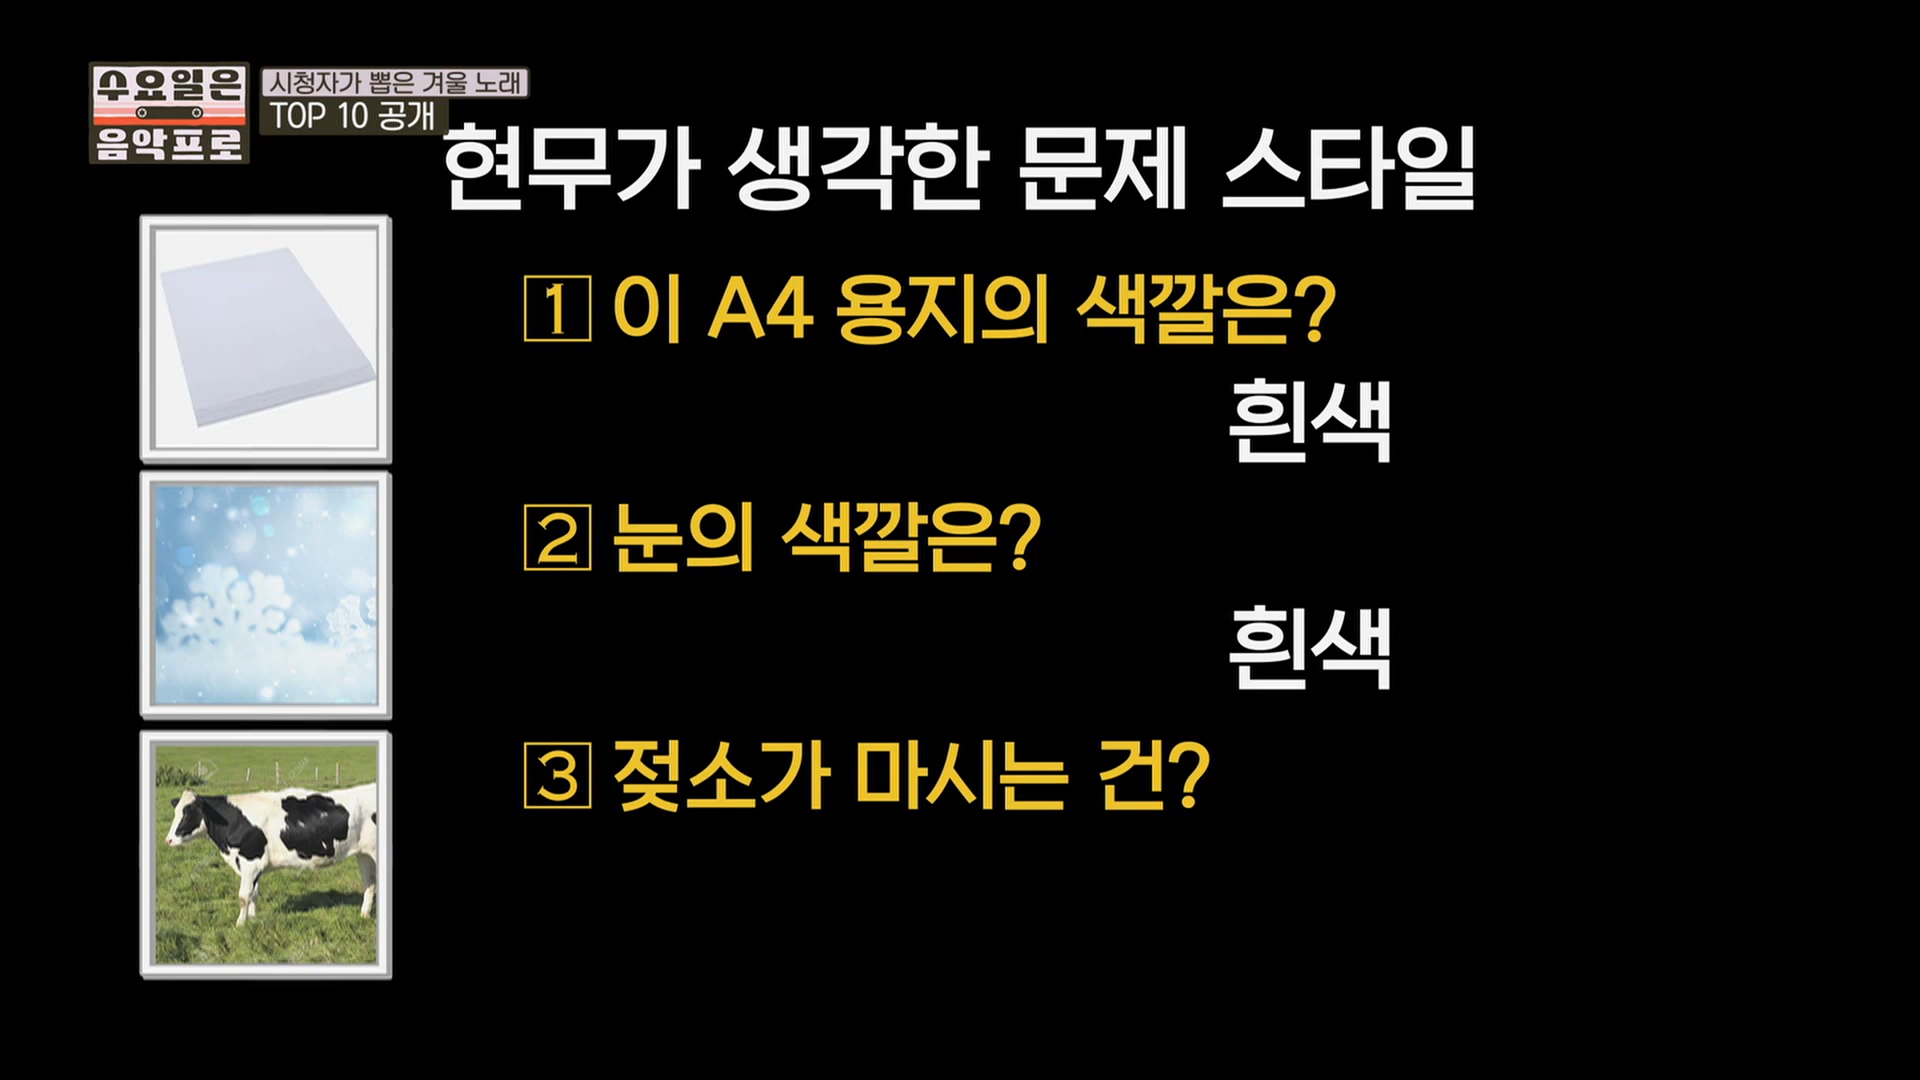 수요일은
음악프로
시청자가 뽑은 겨울 노래
TOP 10 공개
현무가 생각한 문제 스타일
1 이 A4 용지의 색깔은?
흰색
2 눈의 색깔은?
흰색
3 젖소가 마시는 건?